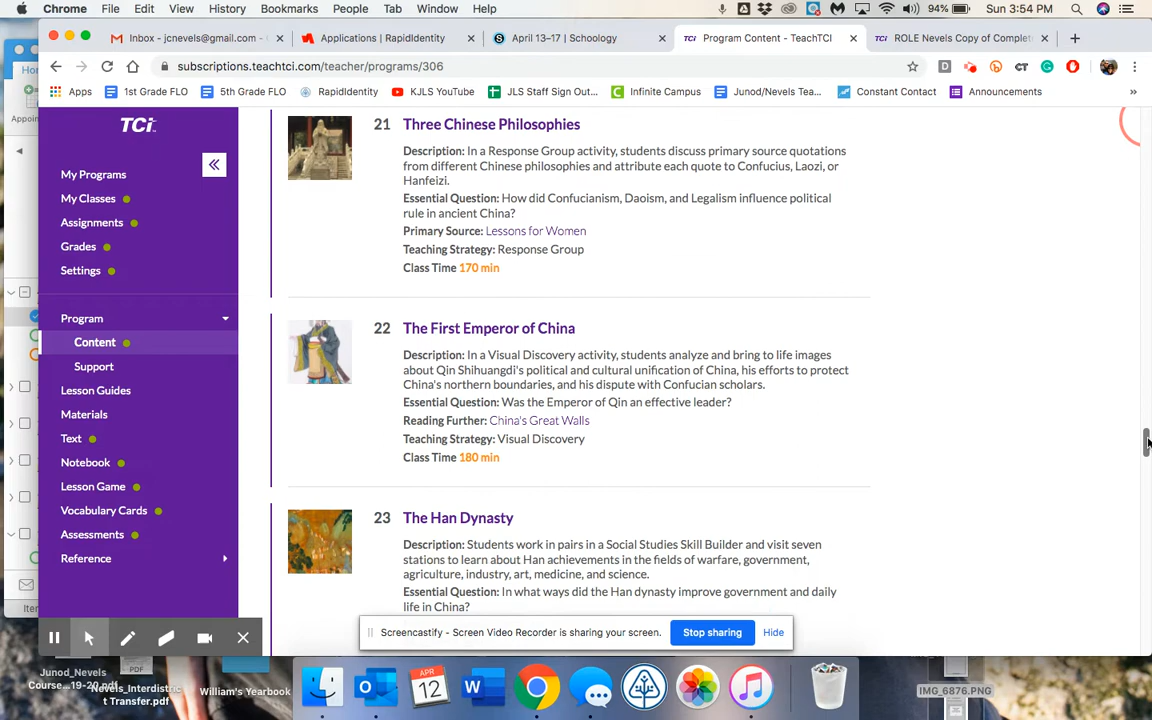 Chrome File Edit View History Bookmarks People Tab Window Help 94% Sun 3:54 PM
Inbox - jcnevels@gmail.com - Applications | RapidIdentity April 13–17 | Schoology Program Content - TeachTCI ROLE Nevels Copy of Complet
subscriptions.teachtci.com/teacher/programs/306
Apps 1st Grade FLO 5th Grade FLO RapidIdentity KJLS YouTube JLS Staff Sign Out... Infinite Campus Junod/Nevels Tea... Constant Contact Announcements
TCi
My Programs
My Classes
Assignments
Grades
Settings
Program
Content
Support
Lesson Guides
Materials
Text
Notebook
Lesson Game
Vocabulary Cards
Assessments
Reference
21 Three Chinese Philosophies
Description: In a Response Group activity, students discuss primary source quotations
from different Chinese philosophies and attribute each quote to Confucius, Laozi, or
Hanfeizi.
Essential Question: How did Confucianism, Daoism, and Legalism influence political
rule in ancient China?
Primary Source: Lessons for Women
Teaching Strategy: Response Group
Class Time 170 min
22 The First Emperor of China
Description: In a Visual Discovery activity, students analyze and bring to life images
about Qin Shihuangdi's political and cultural unification of China, his efforts to protect
China's northern boundaries, and his dispute with Confucian scholars.
Essential Question: Was the Emperor of Qin an effective leader?
Reading Further: China's Great Walls
Teaching Strategy: Visual Discovery
Class Time 180 min
23 The Han Dynasty
Description: Students work in pairs in a Social Studies Skill Builder and visit seven
stations to learn about Han achievements in the fields of warfare, government,
agriculture, industry, art, medicine, and science.
Essential Question: In what ways did the Han dynasty improve government and daily
life in China?
Screencastify - Screen Video Recorder is sharing your screen. Stop sharing Hide
Junod_Nevels
Course...19-20
Nevels_Interdistric
t Transfer.pdf
PDF
William's Yearbook
APR
12
IMG_6876.PNG